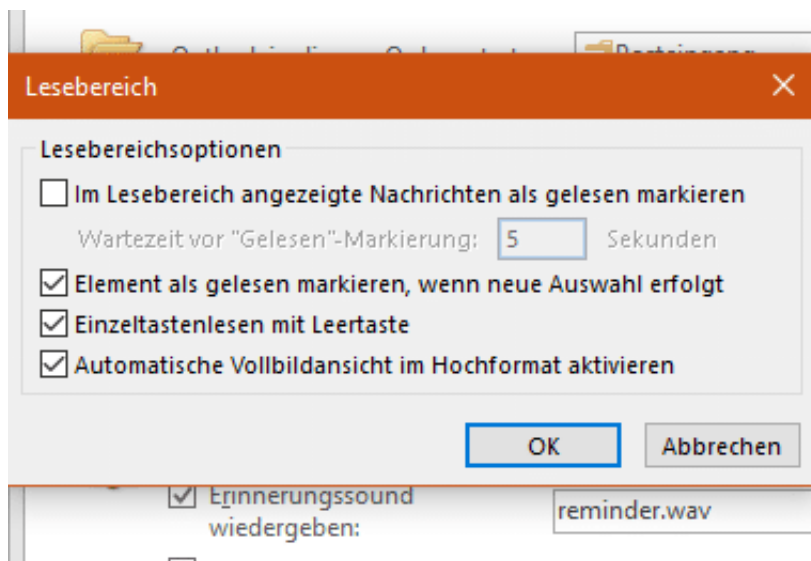 Lesebereich
Lesebereichsoptionen
Im Lesebereich angezeigte Nachrichten als gelesen markieren
Wartezeit vor "Gelesen"-Markierung: 5 Sekunden
Element als gelesen markieren, wenn neue Auswahl erfolgt
Einzeltastenlesen mit Leertaste
Automatische Vollbildansicht im Hochformat aktivieren
OK Abbrechen
Erinnerungssound
wiedergeben:
reminder.wav